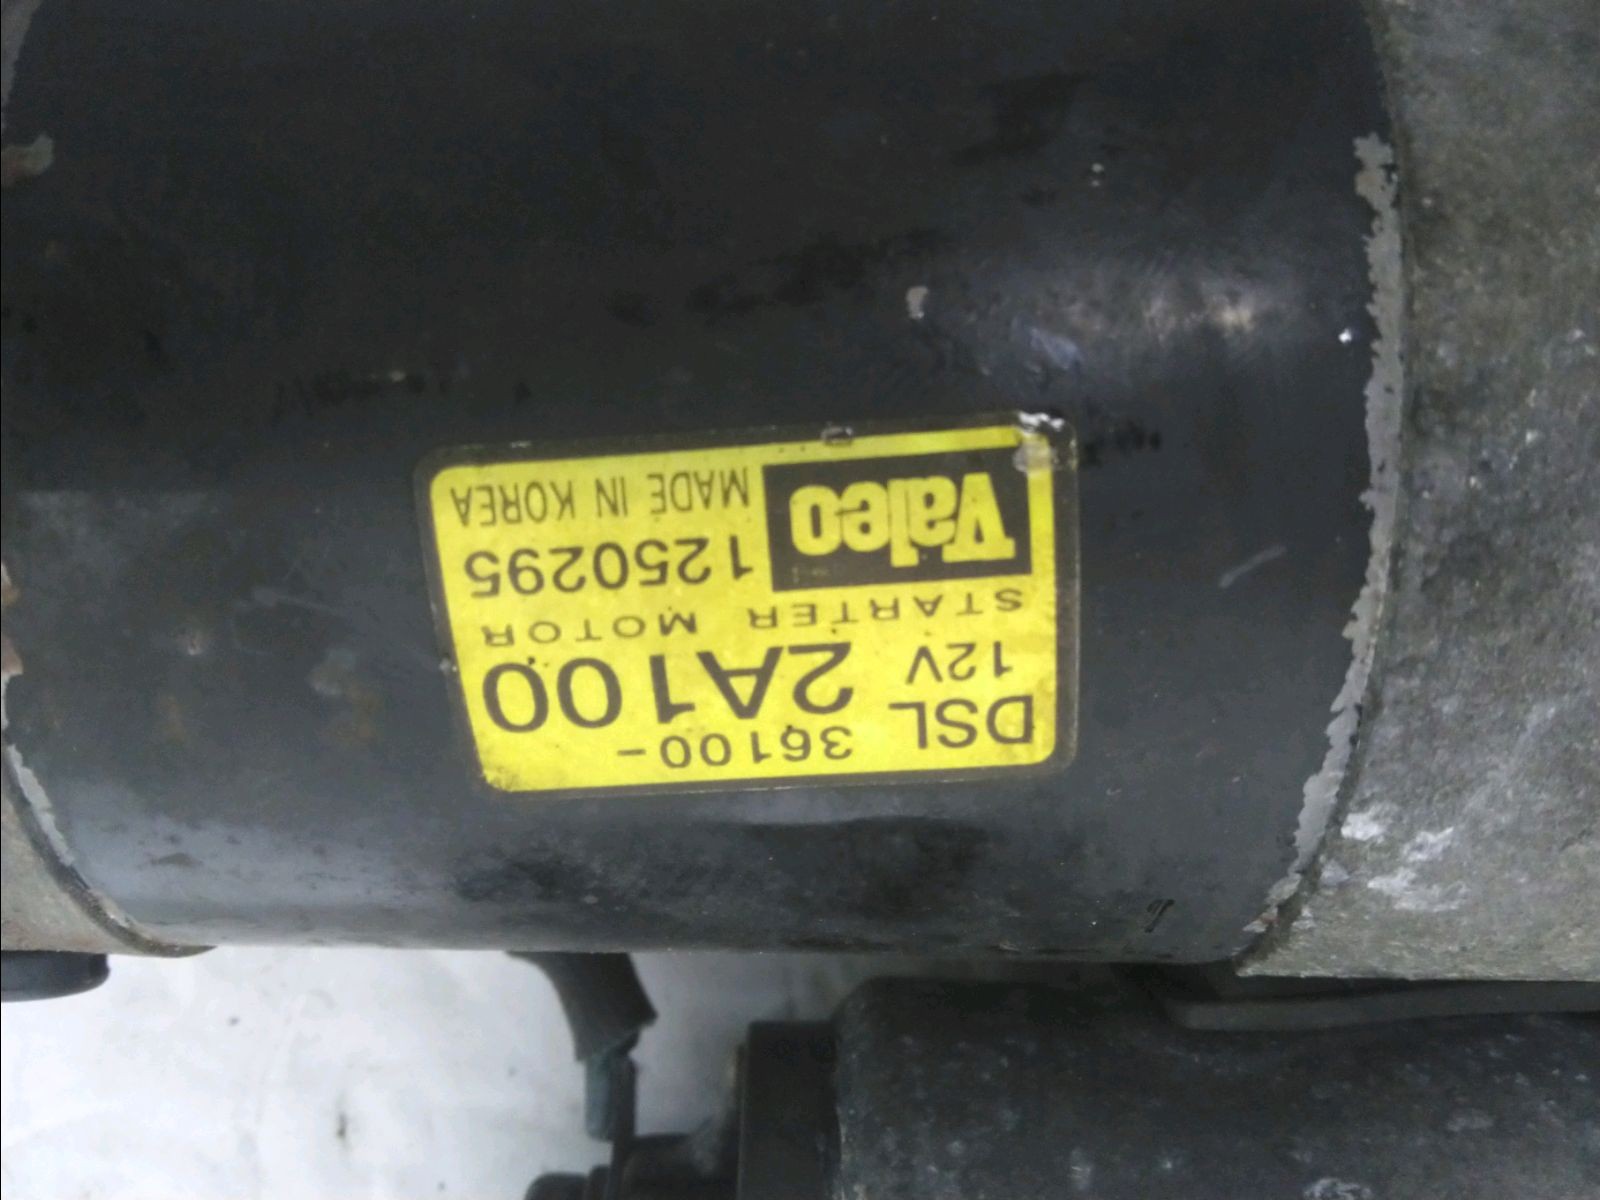 DSL 36100-
12V 2A100
STARTER MOTOR
Valeo 1250295
MADE IN KOREA